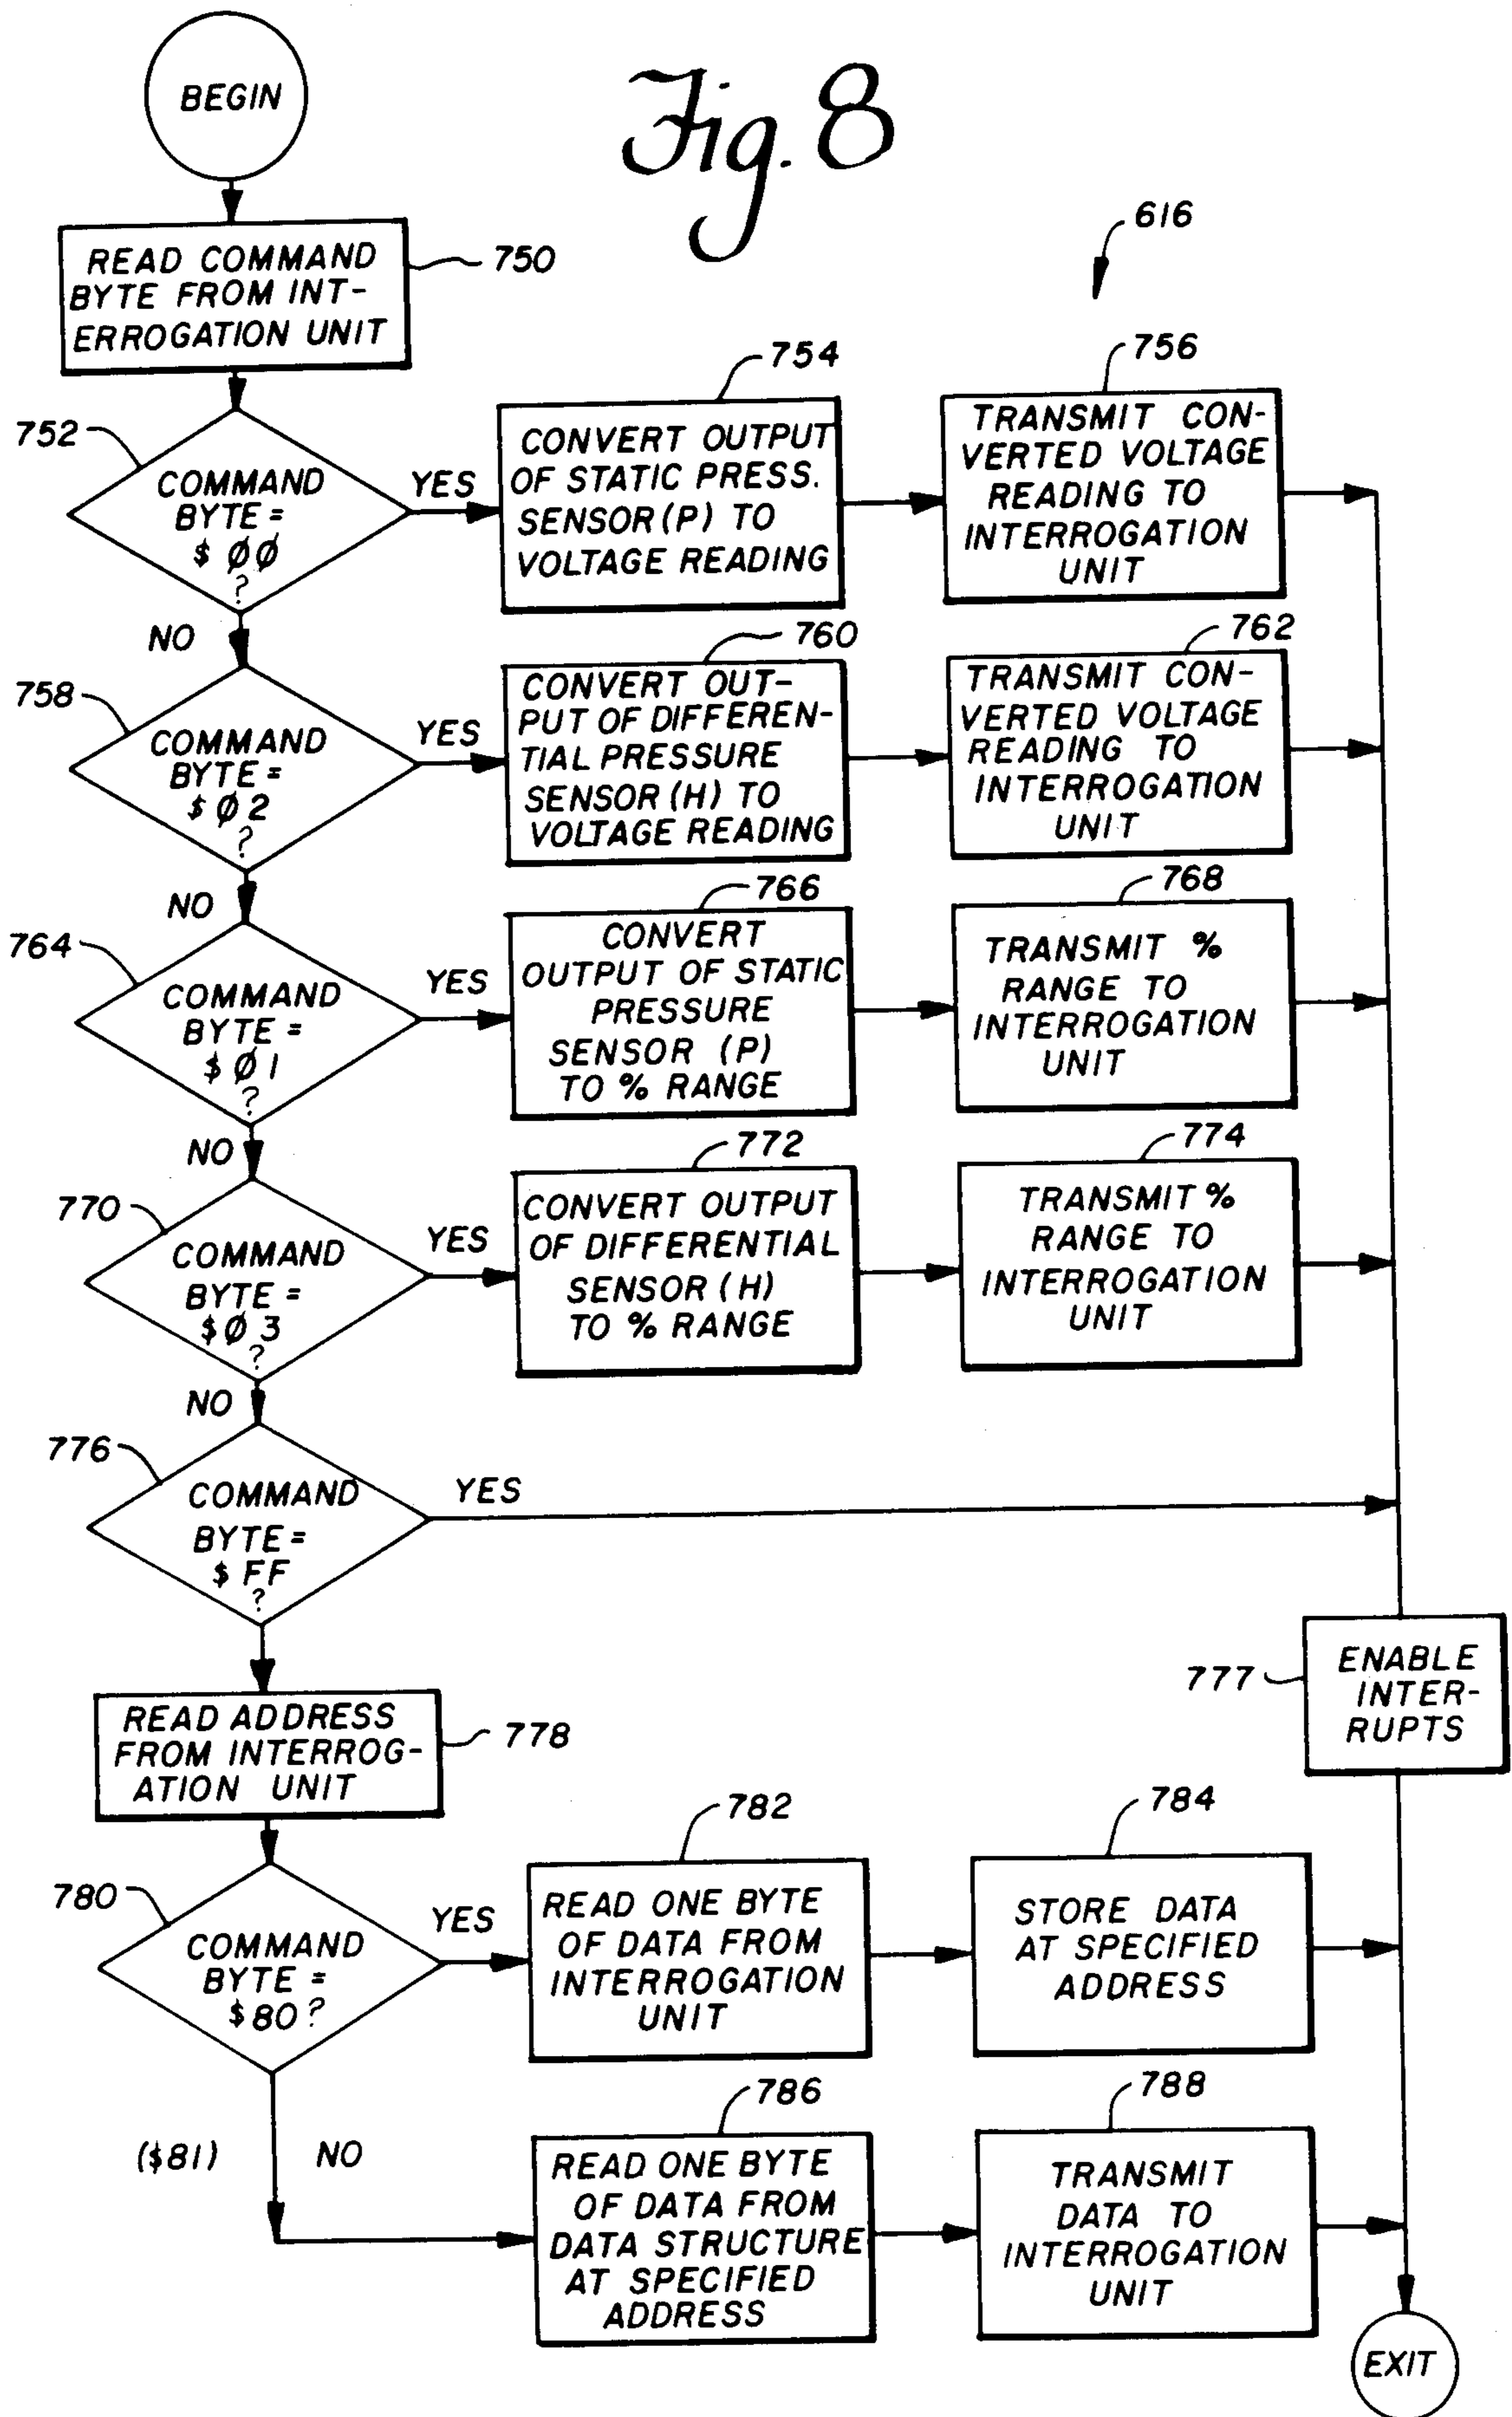 BEGIN
Fig. 8
616
READ COMMAND
BYTE FROM INT-
ERROGATION UNIT
750
752
COMMAND
BYTE =
$ ØØ
?
YES
NO
754
CONVERT OUTPUT
OF STATIC PRESS.
SENSOR (P) TO
VOLTAGE READING
756
TRANSMIT CON-
VERTED VOLTAGE
READING TO
INTERROGATION
UNIT
758
COMMAND
BYTE =
$ Ø2
?
YES
NO
760
CONVERT OUT-
PUT OF DIFFEREN-
TIAL PRESSURE
SENSOR (H) TO
VOLTAGE READING
762
TRANSMIT CON-
VERTED VOLTAGE
READING TO
INTERROGATION
UNIT
764
COMMAND
BYTE =
$ Ø1
?
YES
NO
766
CONVERT
OUTPUT OF STATIC
PRESSURE
SENSOR (P)
TO % RANGE
768
TRANSMIT %
RANGE TO
INTERROGATION
UNIT
770
COMMAND
BYTE =
$Ø3
?
YES
NO
772
CONVERT OUTPUT
OF DIFFERENTIAL
SENSOR (H)
TO % RANGE
774
TRANSMIT %
RANGE TO
INTERROGATION
UNIT
776
COMMAND
BYTE =
$ FF
?
YES
777
ENABLE
INTER-
RUPTS
READ ADDRESS
FROM INTERROG-
ATION UNIT
778
780
COMMAND
BYTE =
$80?
YES
782
READ ONE BYTE
OF DATA FROM
INTERROGATION
UNIT
784
STORE DATA
AT SPECIFIED
ADDRESS
($81)
NO
786
READ ONE BYTE
OF DATA FROM
DATA STRUCTURE
AT SPECIFIED
ADDRESS
788
TRANSMIT
DATA TO
INTERROGATION
UNIT
EXIT